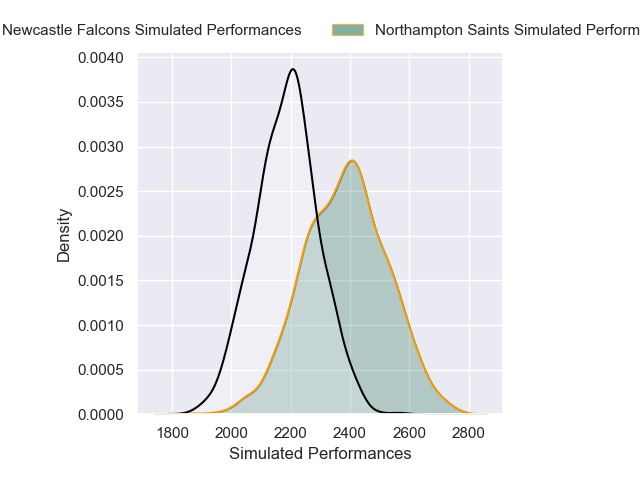 Newcastle Falcons Simulated Performances
Northampton Saints Simulated Perform
0.0040
0.0035
0.0030
0.0025
0.0020
0.0015
0.0010
0.0005
0.0000
Density
1800 2000 2200 2400 2600 2800
Simulated Performances